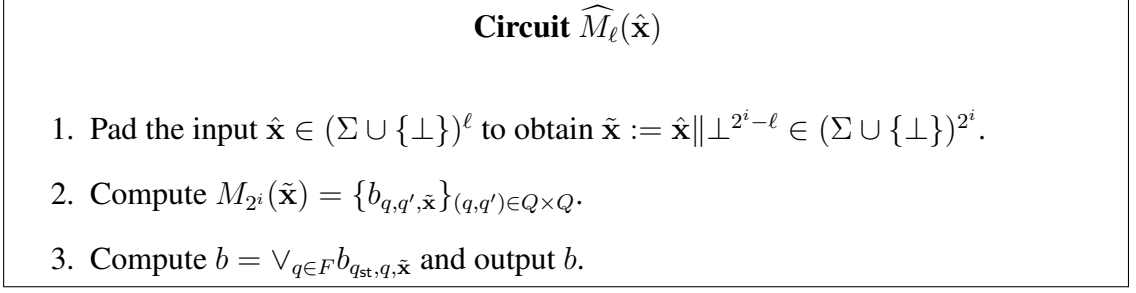 Circuit $\widehat{M_\ell}(\hat{\mathbf{x}})$
1. Pad the input $\hat{\mathbf{x}} \in (\Sigma \cup \{\bot\})^\ell$ to obtain $\tilde{\mathbf{x}} := \hat{\mathbf{x}} \| \bot^{2^i-\ell} \in (\Sigma \cup \{\bot\})^{2^i}$.
2. Compute $M_{2^i}(\tilde{\mathbf{x}}) = \{b_{q,q',\tilde{\mathbf{x}}}\}_{(q,q') \in Q \times Q}$.
3. Compute $b = \vee_{q \in F} b_{q_{\mathsf{st}},q,\tilde{\mathbf{x}}}$ and output $b$.